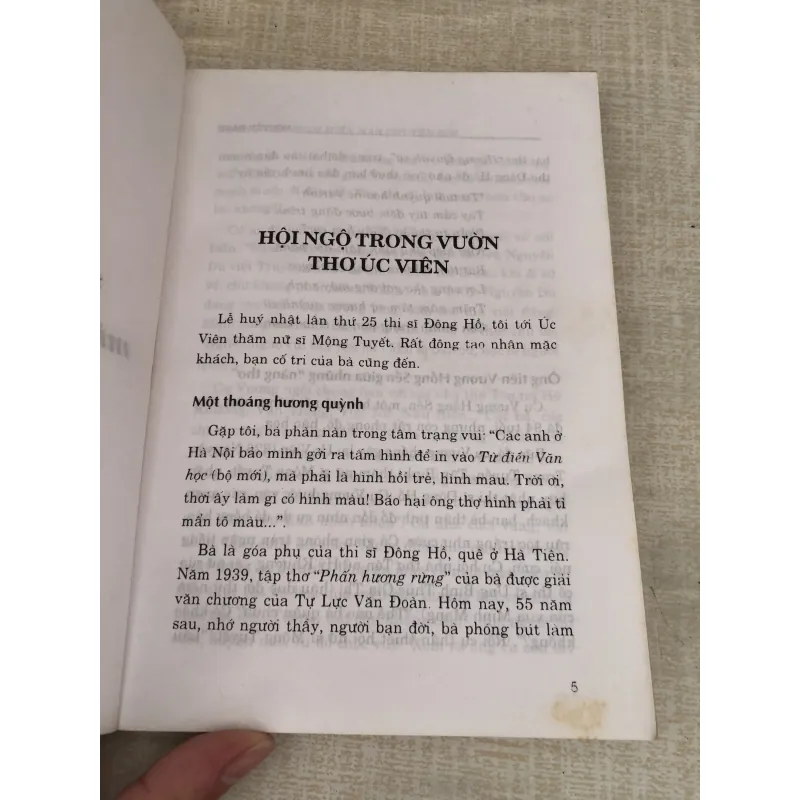 HỘI NGỘ TRONG VƯỜN
THƠ ÚC VIÊN
Lễ huý nhật lần thứ 25 thi sĩ Đông Hồ, tôi tới Úc
Viên thăm nữ sĩ Mộng Tuyết. Rất đông tao nhân mặc
khách, bạn cố tri của bà cũng đến.
Một thoáng hương quỳnh
Gặp tôi, bà phàn nàn trong tâm trạng vui: “Các anh ở
Hà Nội bảo mình gởi ra tấm hình để in vào Từ điển Văn
học (bộ mới), mà phải là hình hồi trẻ, hình màu. Trời ơi,
thời ấy làm gì có hình màu! Báo hại ông thợ hình phải tỉ
mẩn tô màu...”.
Bà là góa phụ của thi sĩ Đông Hồ, quê ở Hà Tiên.
Năm 1939, tập thơ “Phấn hương rừng” của bà được giải
văn chương của Tự Lực Văn Đoàn. Hôm nay, 55 năm
sau, nhớ người thầy, người bạn đời, bà phóng bút làm
5